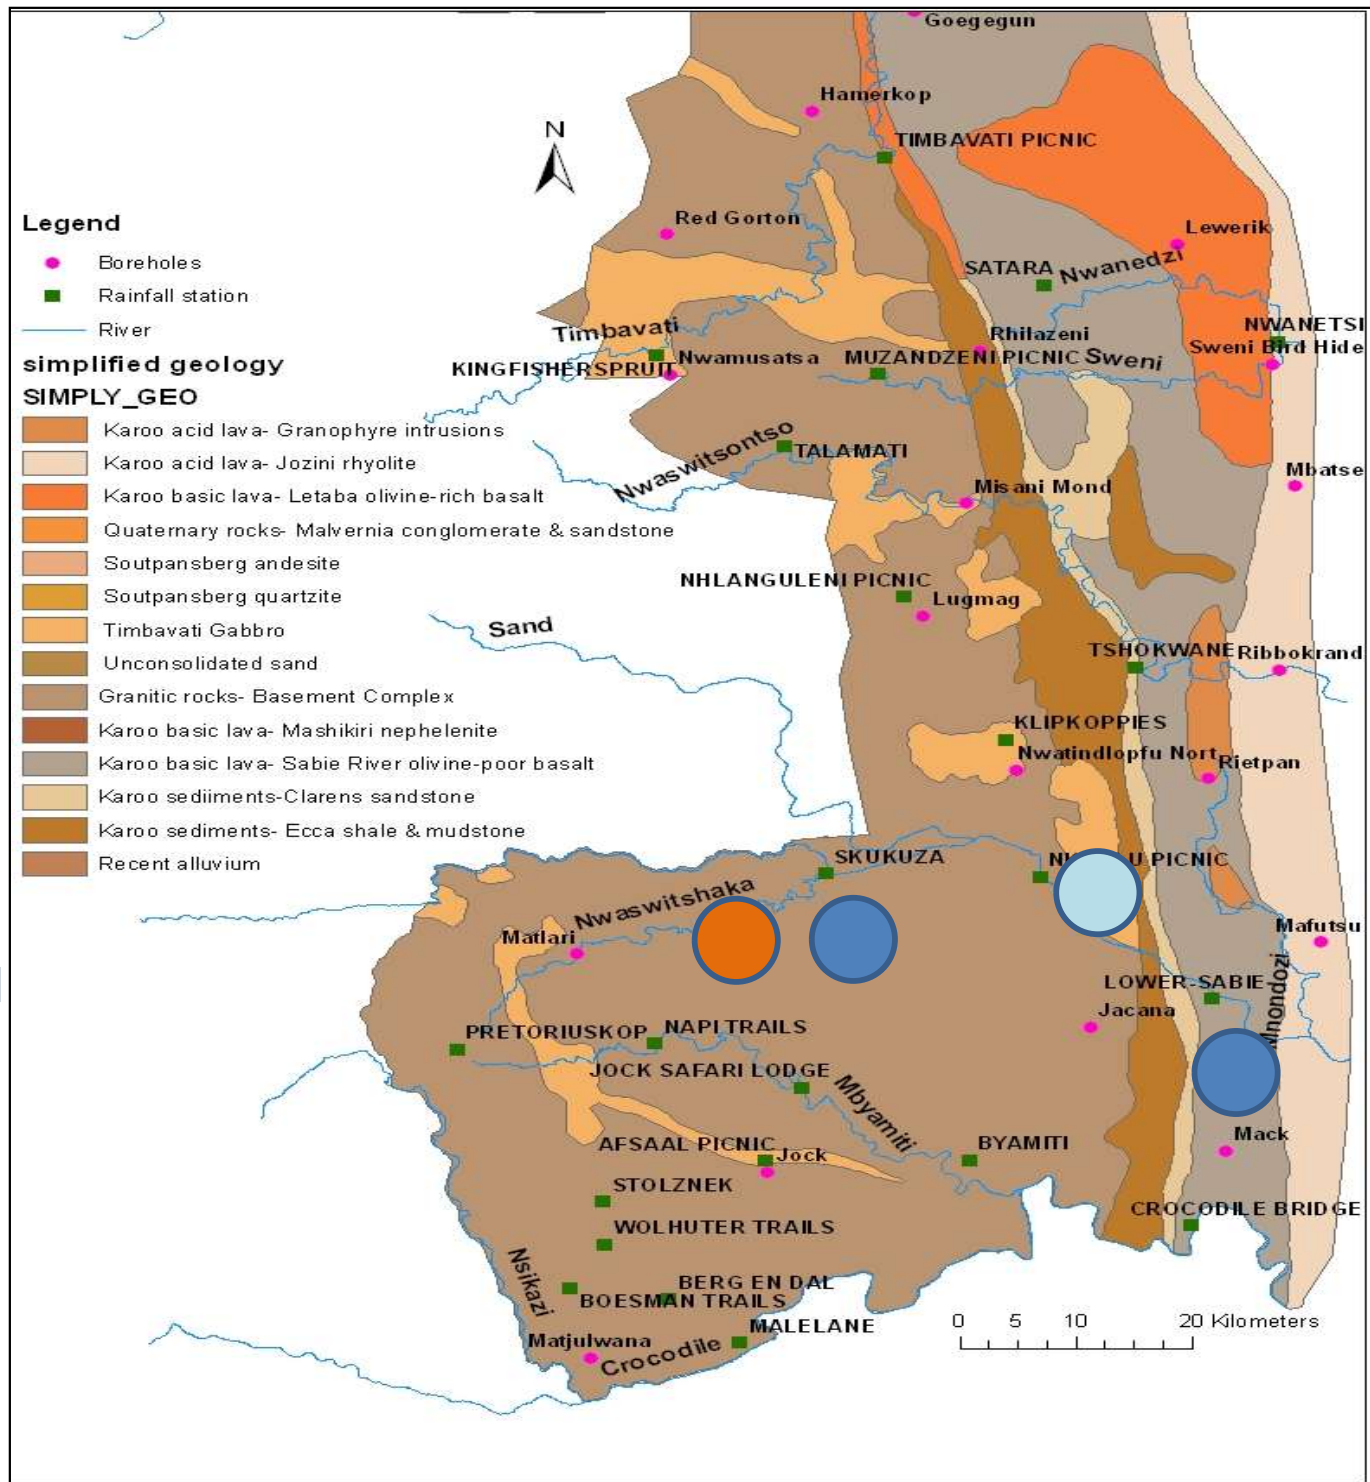 Goegegun
Hamerkop
N
TIMBAVATI PICNIC
Red Gorton
Lewerik
Legend
Boreholes
Rainfall station
River
simplified geology
SIMPLY_GEO
Karoo acid lava- Granophyre intrusions
Karoo acid lava- Jozini rhyolite
Karoo basic lava- Letaba olivine-rich basalt
Quaternary rocks- Malvernia conglomerate & sandstone
Soutpansberg andesite
Soutpansberg quartzite
Timbavati Gabbro
Unconsolidated sand
Granitic rocks- Basement Complex
Karoo basic lava- Mashikiri nephelenite
Karoo basic lava- Sabie River olivine-poor basalt
Karoo sediiments-Clarens sandstone
Karoo sediments- Ecca shale & mudstone
Recent alluvium
SATARA
Nwanedzi
Timbavati
Rhilazeni
NWANETSI
KINGFISHERSPRUIT
Nwamusatsa
MUZANDZENI PICNIC
Sweni
Sweni Bird Hide
Nwaswitsontso
TALAMATI
Misani Mond
Mbatse
NHLANGULENI PICNIC
Lugmag
Sand
TSHOKWANE
Ribbokrand
KLIPKOPPIES
Nwatindlopfu Nort
Rietpan
SKUKUZA
PICNIC
Nwaswitshaka
Matlari
Mafutsu
LOWER-SABIE
Jacana
Mnondozi
PRETORIUSKOP
NAPI TRAILS
JOCK SAFARI LODGE
Mbyamiti
AFSAAL PICNIC
Jock
BYAMITI
Mack
STOLZNEK
WOLHUTER TRAILS
CROCODILE BRIDGE
Nsikazi
BERG EN DAL
BOESMAN TRAILS
MALELANE
Matjulwana
Crocodile
0 5 10 20 Kilometers